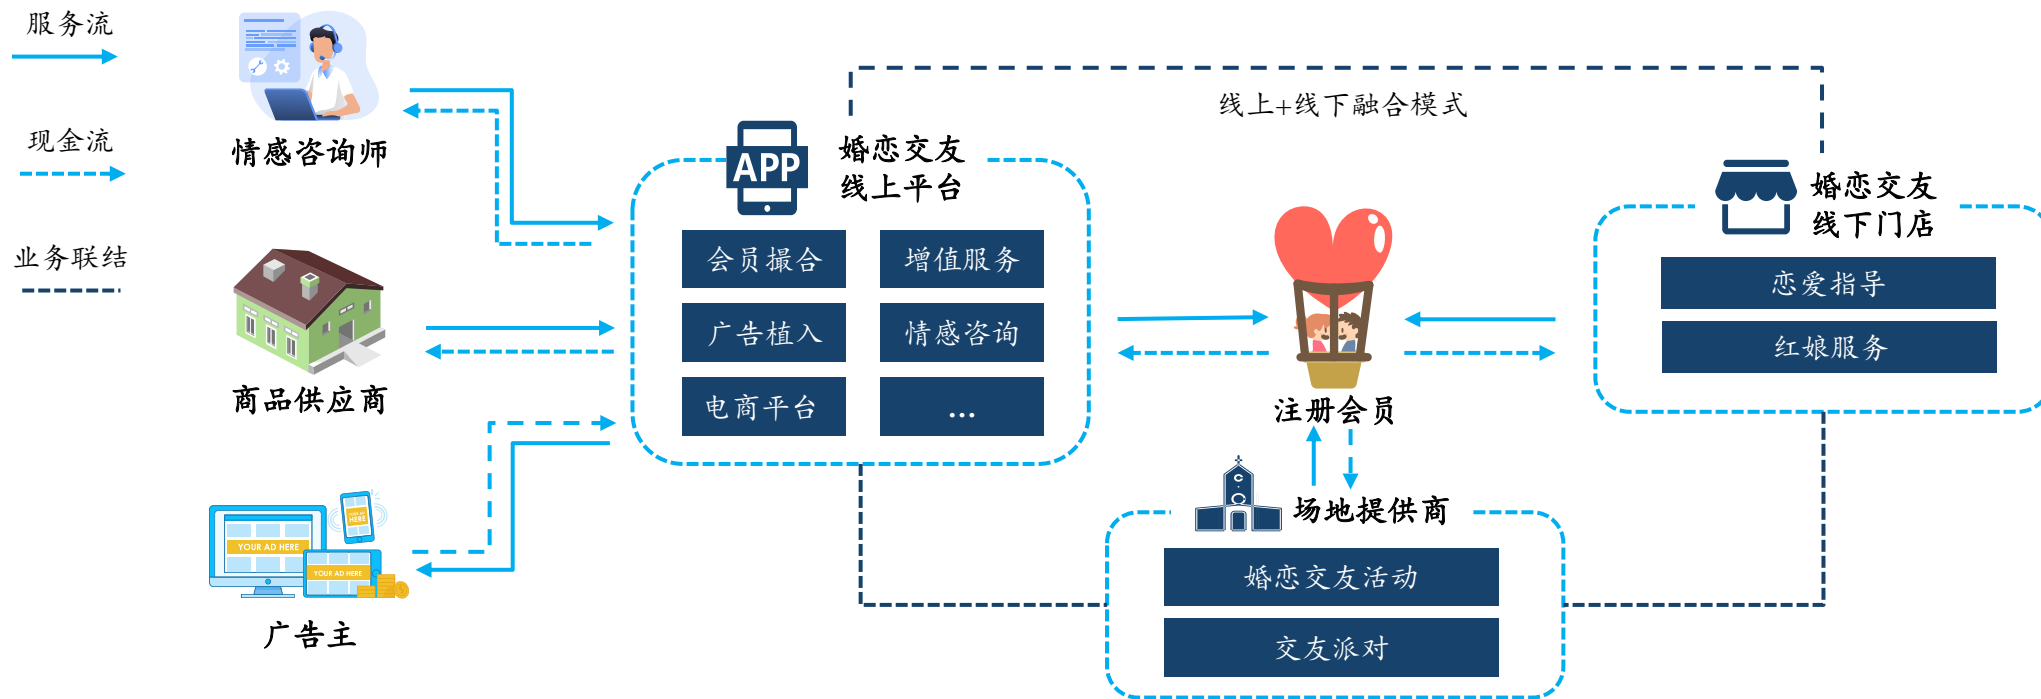 服务流
现金流
业务联结
情感咨询师
商品供应商
YOUR AD HERE
YOUR AD HERE
YOUR AD HERE
广告主
APP
婚恋交友
线上平台
会员撮合
增值服务
广告植入
情感咨询
电商平台
...
线上+线下融合模式
注册会员
婚恋交友
线下门店
恋爱指导
红娘服务
场地提供商
婚恋交友活动
交友派对